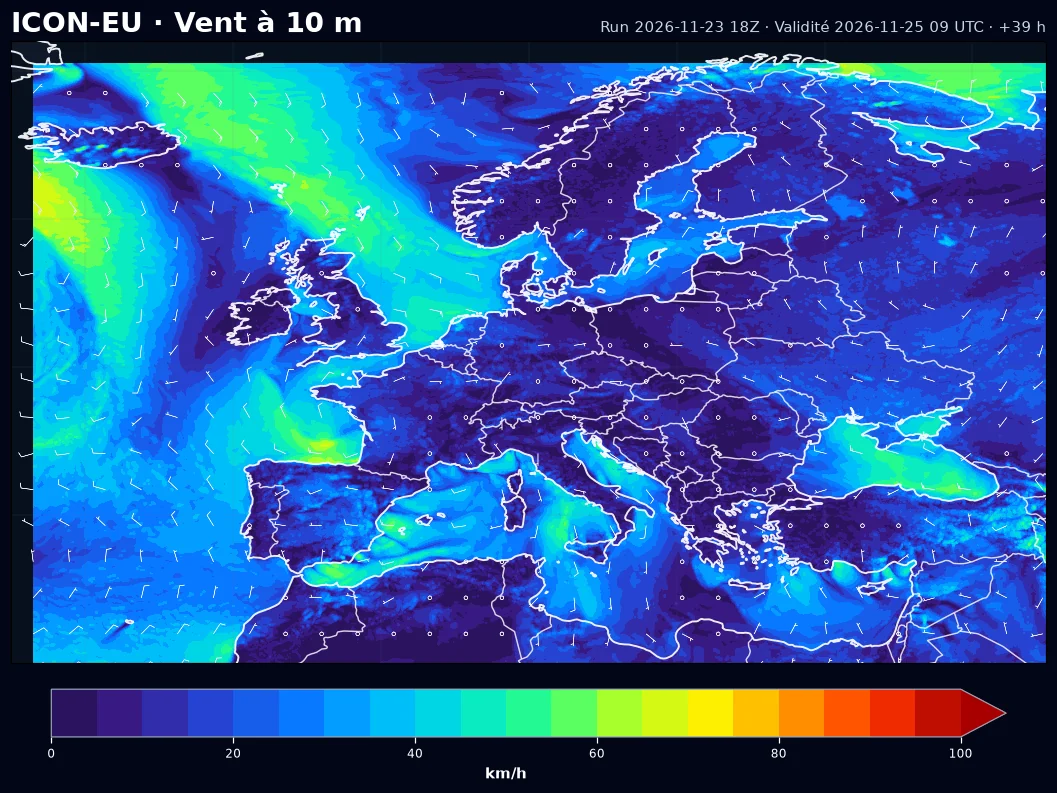 ICON-EU · Vent à 10 m
Run 2026-11-23 18Z · Validité 2026-11-25 09 UTC · +39 h
0 20 40 60 80 100
km/h